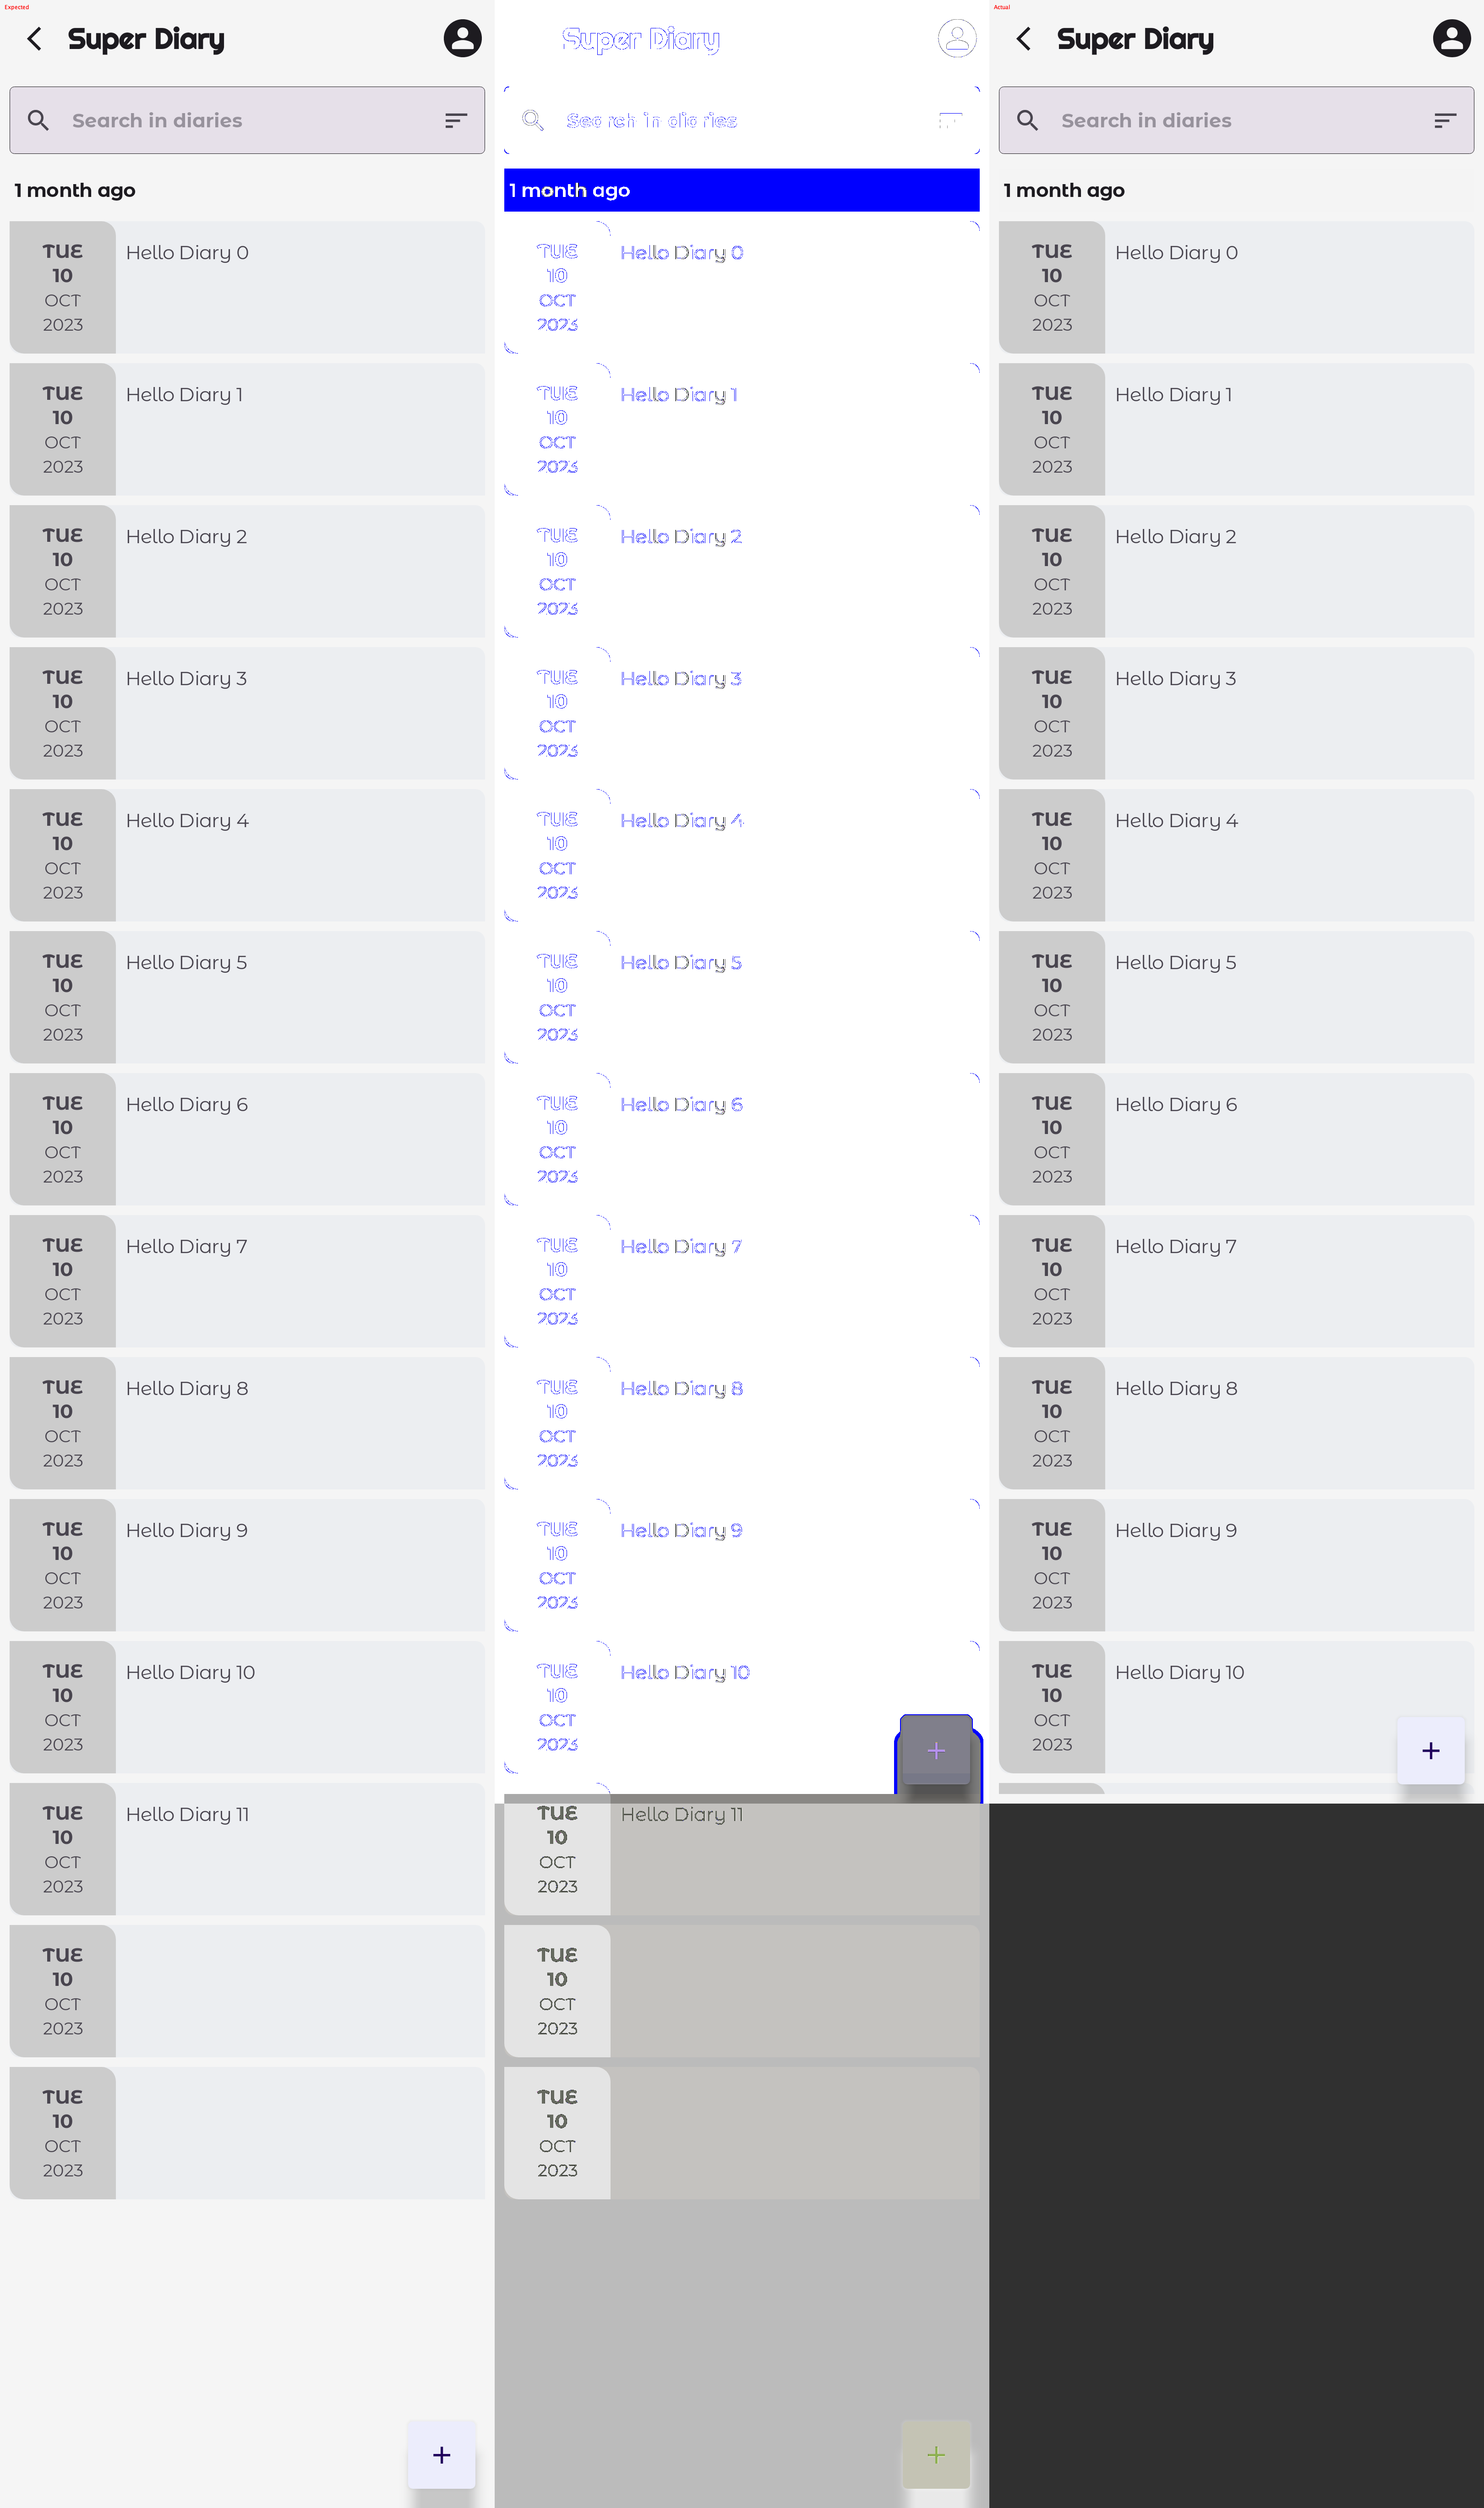 Expected
Super Diary
Search in diaries
1 month ago
TUE
10
OCT
2023
Hello Diary 0
TUE
10
OCT
2023
Hello Diary 1
TUE
10
OCT
2023
Hello Diary 2
TUE
10
OCT
2023
Hello Diary 3
TUE
10
OCT
2023
Hello Diary 4
TUE
10
OCT
2023
Hello Diary 5
TUE
10
OCT
2023
Hello Diary 6
TUE
10
OCT
2023
Hello Diary 7
TUE
10
OCT
2023
Hello Diary 8
TUE
10
OCT
2023
Hello Diary 9
TUE
10
OCT
2023
Hello Diary 10
TUE
10
OCT
2023
Hello Diary 11
TUE
10
OCT
2023
TUE
10
OCT
2023
Super Diary
Search in diaries
1 month ago
TUE
10
OCT
2023
Hello Diary 0
TUE
10
OCT
2023
Hello Diary 1
TUE
10
OCT
2023
Hello Diary 2
TUE
10
OCT
2023
Hello Diary 3
TUE
10
OCT
2023
Hello Diary 4
TUE
10
OCT
2023
Hello Diary 5
TUE
10
OCT
2023
Hello Diary 6
TUE
10
OCT
2023
Hello Diary 7
TUE
10
OCT
2023
Hello Diary 8
TUE
10
OCT
2023
Hello Diary 9
TUE
10
OCT
2023
Hello Diary 10
TUE
10
OCT
2023
Hello Diary 11
TUE
10
OCT
2023
TUE
10
OCT
2023
Actual
Super Diary
Search in diaries
1 month ago
TUE
10
OCT
2023
Hello Diary 0
TUE
10
OCT
2023
Hello Diary 1
TUE
10
OCT
2023
Hello Diary 2
TUE
10
OCT
2023
Hello Diary 3
TUE
10
OCT
2023
Hello Diary 4
TUE
10
OCT
2023
Hello Diary 5
TUE
10
OCT
2023
Hello Diary 6
TUE
10
OCT
2023
Hello Diary 7
TUE
10
OCT
2023
Hello Diary 8
TUE
10
OCT
2023
Hello Diary 9
TUE
10
OCT
2023
Hello Diary 10